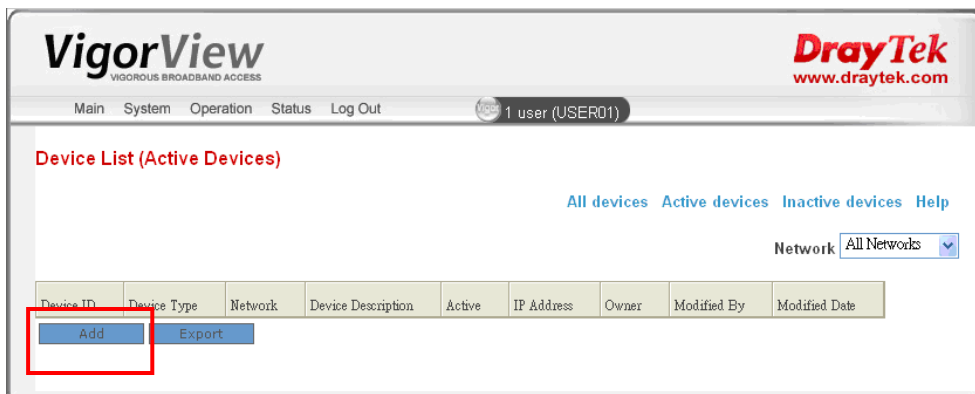 VigorView
VIGOROUS BROADBAND ACCESS
DrayTek
www.draytek.com
Main System Operation Status Log Out
Vigor 1 user (USER01)
Device List (Active Devices)
All devices Active devices Inactive devices Help
Network All Networks
Device ID Device Type Network Device Description Active IP Address Owner Modified By Modified Date
Add Export